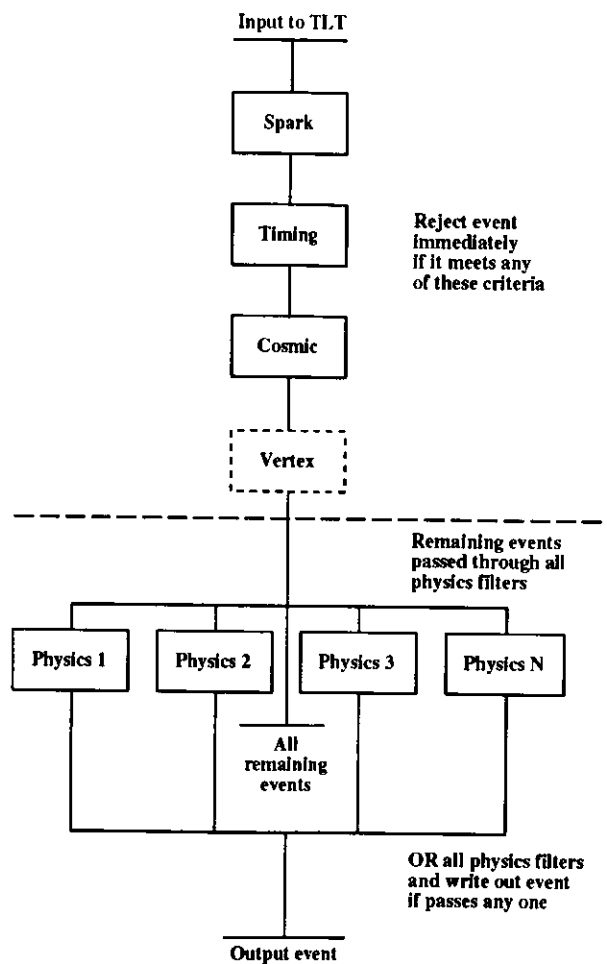 Input to TLT
Spark
Timing
Reject event
immediately
if it meets any
of these criteria
Cosmic
Vertex
Remaining events
passed through all
physics filters
Physics 1
Physics 2
Physics 3
Physics N
All
remaining
events
OR all physics filters
and write out event
if passes any one
Output event